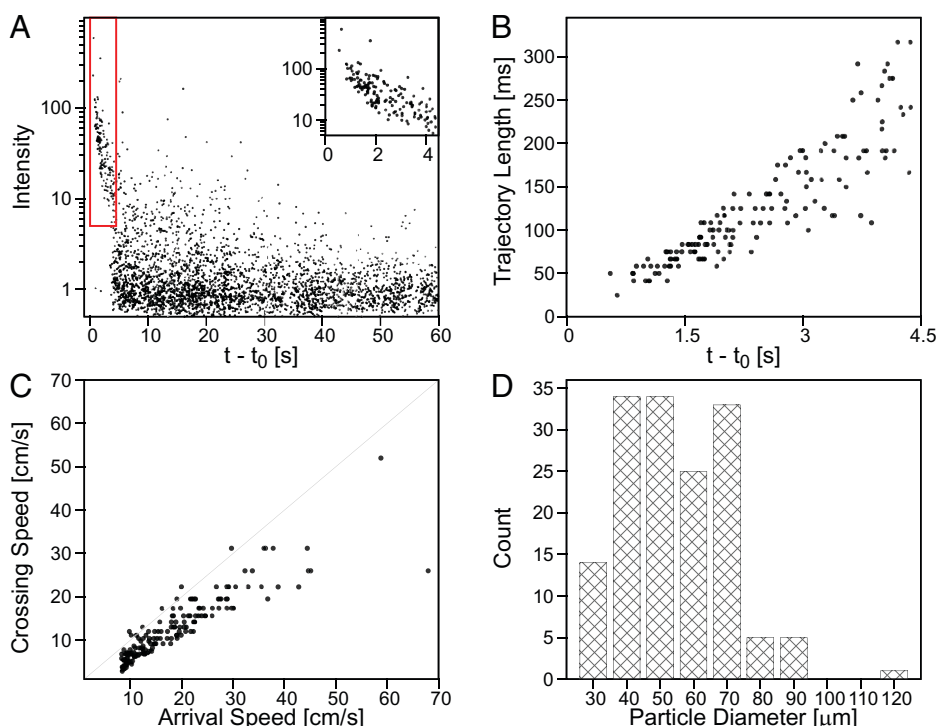 A
Intensity
100
10
1
0 10 20 30 40 50 60
t - t0 [s]
100
10
0 2 4
B
Trajectory Length [ms]
300
250
200
150
100
50
0
0 1.5 3 4.5
t - t0 [s]
C
Crossing Speed [cm/s]
70
60
50
40
30
20
10
10 20 30 40 50 60 70
Arrival Speed [cm/s]
D
Count
35
30
25
20
15
10
5
0
30 40 50 60 70 80 90 100 110 120
Particle Diameter [μm]